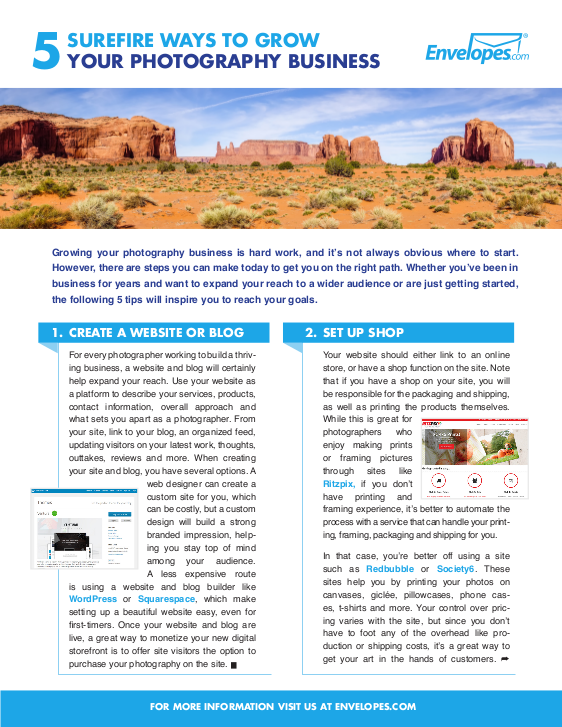 5 SUREFIRE WAYS TO GROW
YOUR PHOTOGRAPHY BUSINESS
Envelopes.com®
Growing your photography business is hard work, and it's not always obvious where to start.
However, there are steps you can make today to get you on the right path. Whether you've been in
business for years and want to expand your reach to a wider audience or are just getting started,
the following 5 tips will inspire you to reach your goals.
1. CREATE A WEBSITE OR BLOG
For every photographer working to build a thriv-
ing business, a website and blog will certainly
help expand your reach. Use your website as
a platform to describe your services, products,
contact information, overall approach and
what sets you apart as a photographer. From
your site, link to your blog, an organized feed,
updating visitors on your latest work, thoughts,
outtakes, reviews and more. When creating
your site and blog, you have several options. A
web designer can create a
custom site for you, which
can be costly, but a custom
design will build a strong
branded impression, help-
ing you stay top of mind
among your audience.
A less expensive route
is using a website and blog builder like
WordPress or Squarespace, which make
setting up a beautiful website easy, even for
first-timers. Once your website and blog are
live, a great way to monetize your new digital
storefront is to offer site visitors the option to
purchase your photography on the site.
2. SET UP SHOP
Your website should either link to an online
store, or have a shop function on the site. Note
that if you have a shop on your site, you will
be responsible for the packaging and shipping,
as well as printing the products themselves.
While this is great for
photographers who
enjoy making prints
or framing pictures
through sites like
Ritzpix, if you don't
have printing and
framing experience, it's better to automate the
process with a service that can handle your print-
ing, framing, packaging and shipping for you.
In that case, you're better off using a site
such as Redbubble or Society6. These
sites help you by printing your photos on
canvases, giclée, pillowcases, phone cas-
es, t-shirts and more. Your control over pric-
ing varies with the site, but since you don't
have to foot any of the overhead like pro-
duction or shipping costs, it's a great way to
get your art in the hands of customers. ➦
FOR MORE INFORMATION VISIT US AT ENVELOPES.COM